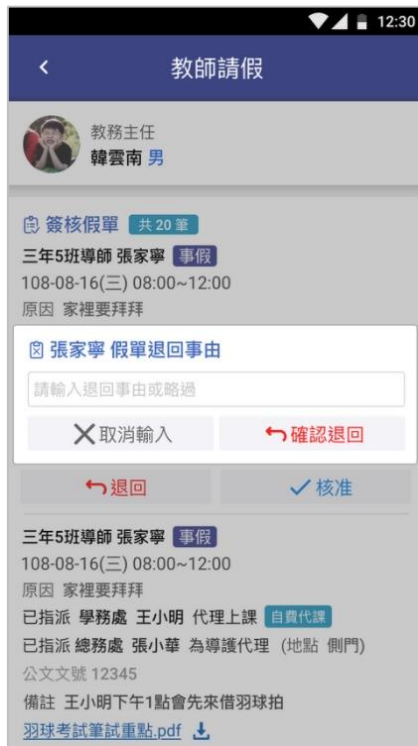 12:30
教師請假
教務主任
韓雲南 男
簽核假單 共 20 筆
三年5班導師 張家寧 事假
108-08-16(三) 08:00~12:00
原因 家裡要拜拜
張家寧 假單退回事由
請輸入退回事由或略過
取消輸入 確認退回
退回 核准
三年5班導師 張家寧 事假
108-08-16(三) 08:00~12:00
原因 家裡要拜拜
已指派 學務處 王小明 代理上課 自費代課
已指派 總務處 張小華 為導護代理 (地點 側門)
公文文號 12345
備註 王小明下午1點會先來借羽球拍
羽球考試筆試重點.pdf